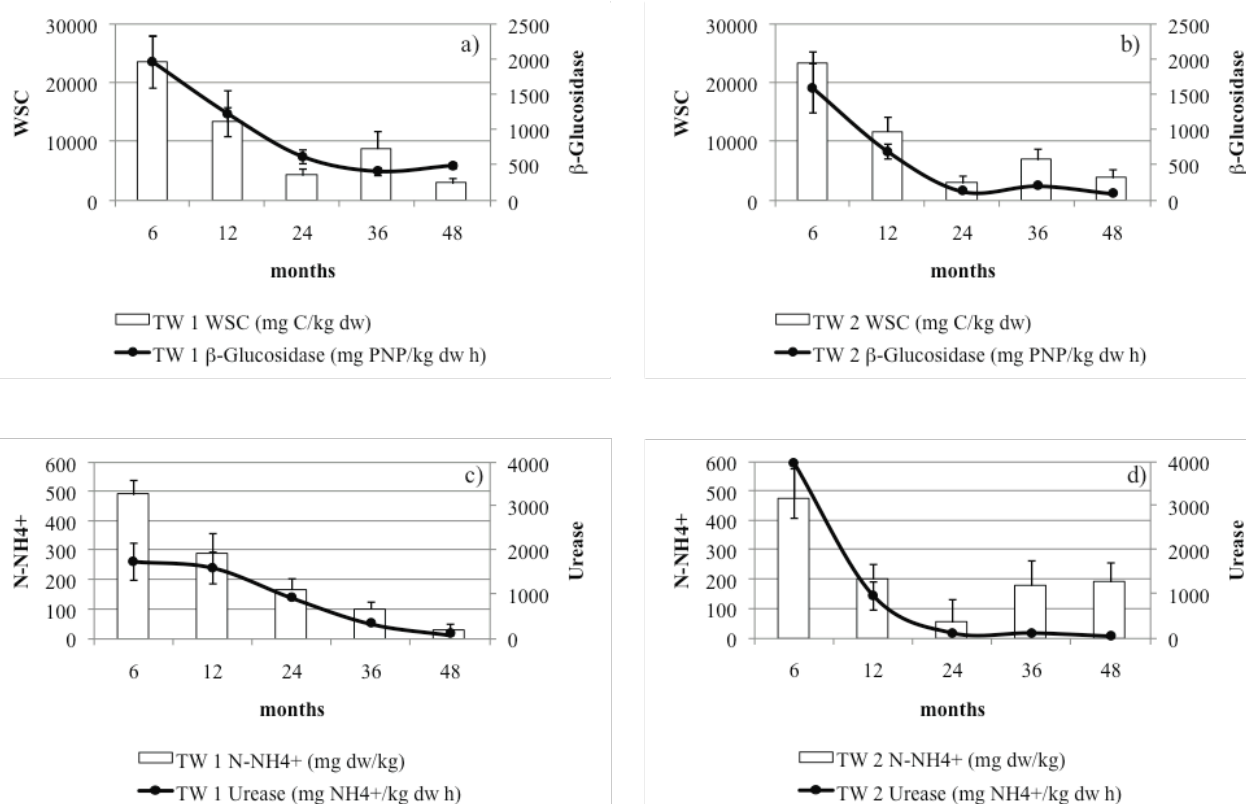 a)
30000
20000
10000
0
WSC
2500
2000
1500
1000
500
0
β-Glucosidase
6 12 24 36 48
months
TW 1 WSC (mg C/kg dw)
TW 1 β-Glucosidase (mg PNP/kg dw h)
b)
30000
20000
10000
0
WSC
2500
2000
1500
1000
500
0
β-Glucosidase
6 12 24 36 48
months
TW 2 WSC (mg C/kg dw)
TW 2 β-Glucosidase (mg PNP/kg dw h)
c)
600
500
400
300
200
100
0
N-NH4+
4000
3000
2000
1000
0
Urease
6 12 24 36 48
months
TW 1 N-NH4+ (mg dw/kg)
TW 1 Urease (mg NH4+/kg dw h)
d)
600
500
400
300
200
100
0
N-NH4+
4000
3000
2000
1000
0
Urease
6 12 24 36 48
months
TW 2 N-NH4+ (mg dw/kg)
TW 2 Urease (mg NH4+/kg dw h)